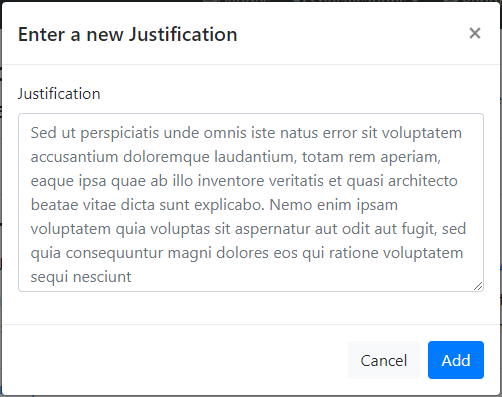 Enter a new Justification
×
Justification
Sed ut perspiciatis unde omnis iste natus error sit voluptatem
accusantium doloremque laudantium, totam rem aperiam,
eaque ipsa quae ab illo inventore veritatis et quasi architecto
beatae vitae dicta sunt explicabo. Nemo enim ipsam
voluptatem quia voluptas sit aspernatur aut odit aut fugit, sed
quia consequuntur magni dolores eos qui ratione voluptatem
sequi nesciunt
Cancel Add